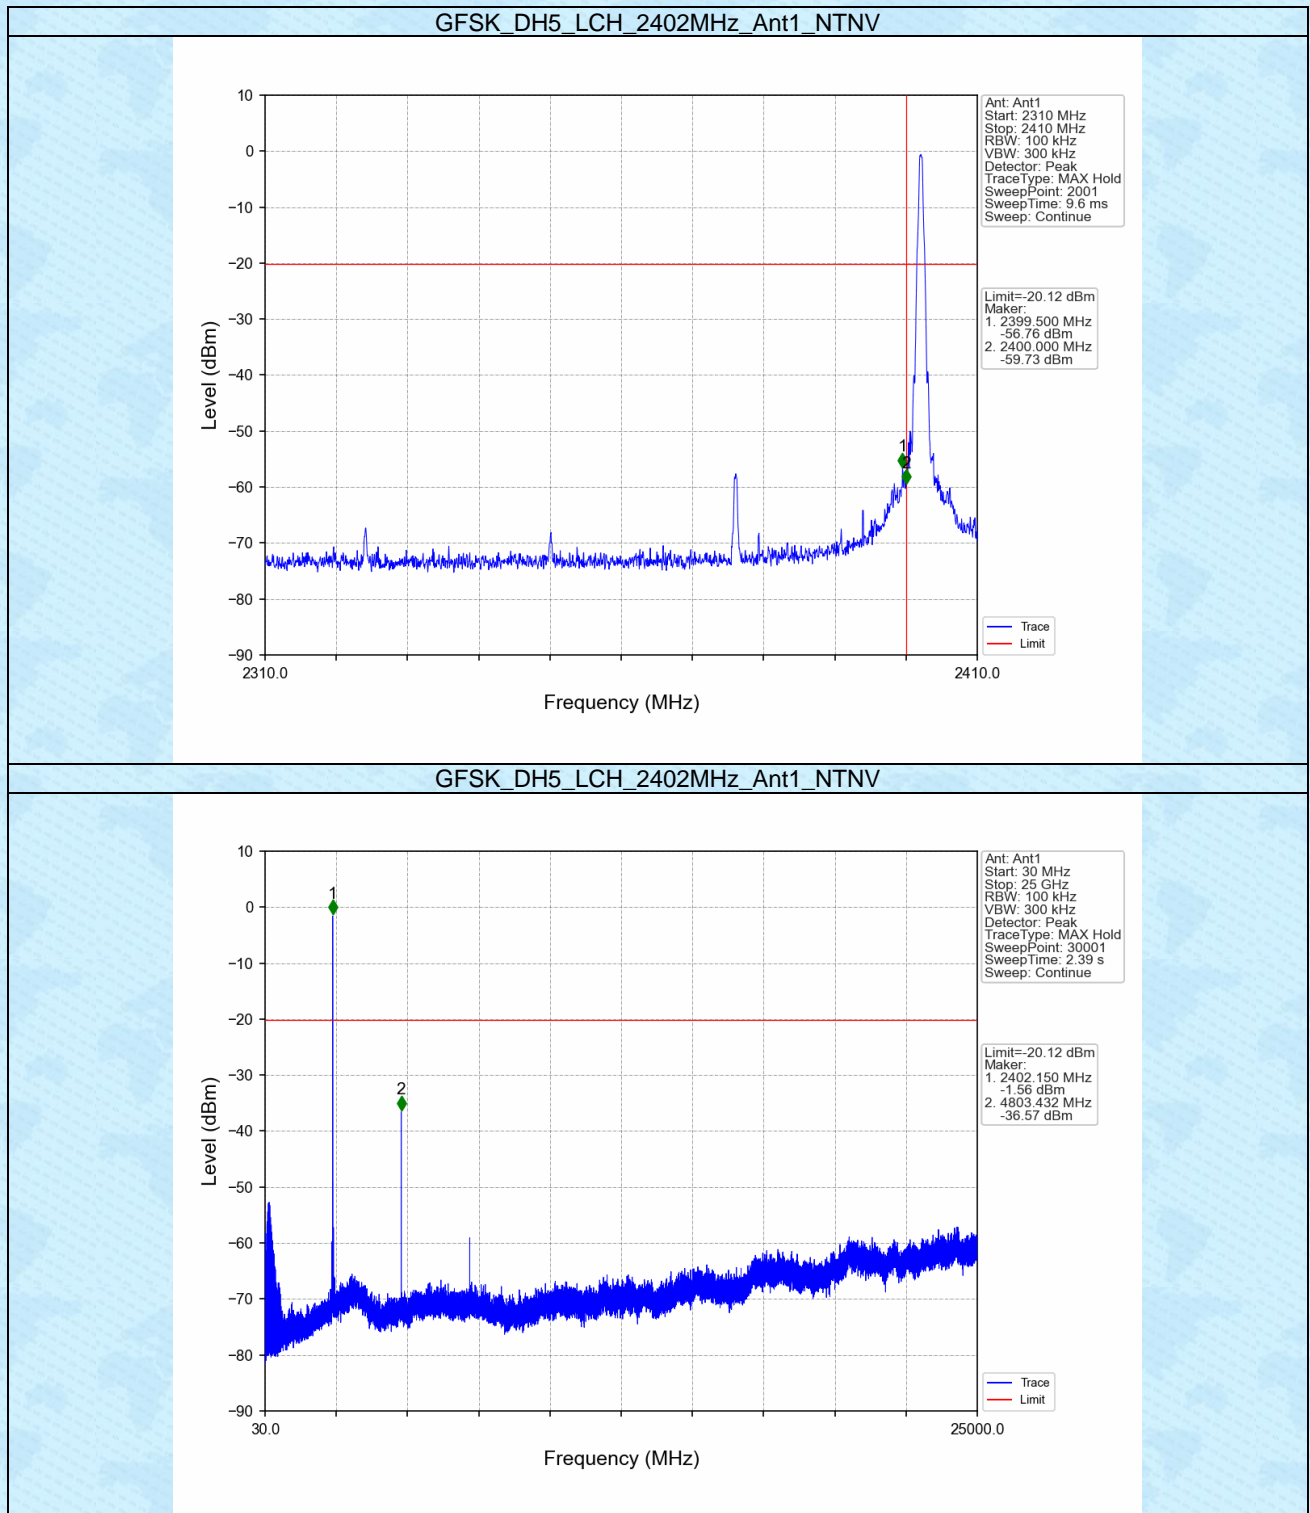 GFSK_DH5_LCH_2402MHz_Ant1_NTNV
10
0
−10
−20
−30
−40
−50
−60
−70
−80
−90
Level (dBm)
2310.0
2410.0
Frequency (MHz)
1
2
Ant: Ant1
Start: 2310 MHz
Stop: 2410 MHz
RBW: 100 kHz
VBW: 300 kHz
Detector: Peak
TraceType: MAX Hold
SweepPoint: 2001
SweepTime: 9.6 ms
Sweep: Continue
Limit=-20.12 dBm
Maker:
1. 2399.500 MHz
-56.76 dBm
2. 2400.000 MHz
-59.73 dBm
Trace
Limit
GFSK_DH5_LCH_2402MHz_Ant1_NTNV
10
0
−10
−20
−30
−40
−50
−60
−70
−80
−90
Level (dBm)
30.0
25000.0
Frequency (MHz)
1
2
Ant: Ant1
Start: 30 MHz
Stop: 25 GHz
RBW: 100 kHz
VBW: 300 kHz
Detector: Peak
TraceType: MAX Hold
SweepPoint: 30001
SweepTime: 2.39 s
Sweep: Continue
Limit=-20.12 dBm
Maker:
1. 2402.150 MHz
-1.56 dBm
2. 4803.432 MHz
-36.57 dBm
Trace
Limit